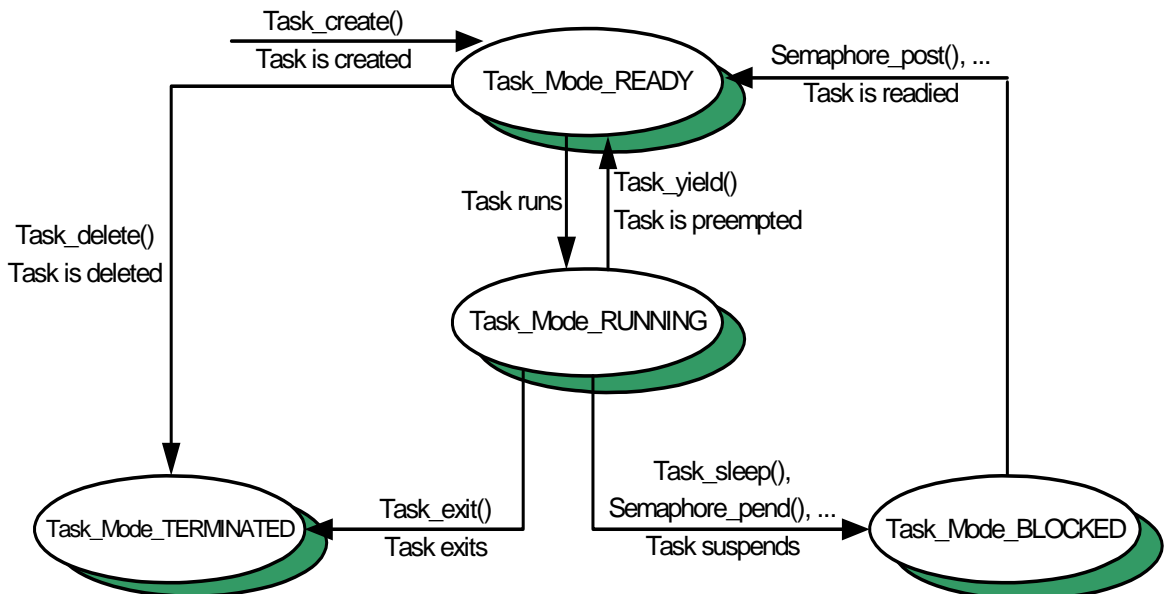 Task_create()
Task is created
Task_Mode_READY
Semaphore_post(), ...
Task is readied
Task_yield()
Task runs
Task is preempted
Task_delete()
Task is deleted
Task_Mode_RUNNING
Task_sleep(),
Task_exit()
Semaphore_pend(), ...
Task_Mode_TERMINATED
Task_Mode_BLOCKED
Task exits
Task suspends